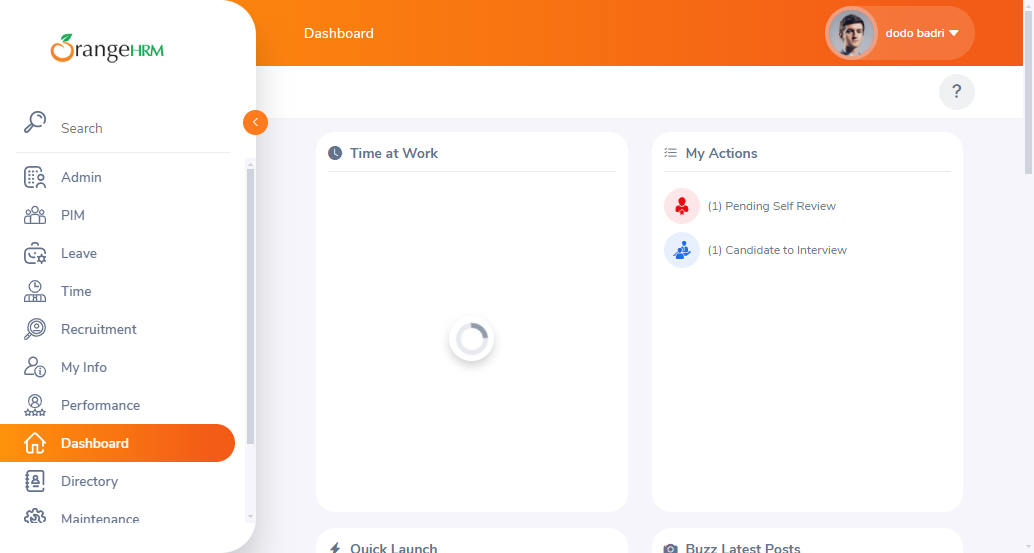 OrangeHRM
Dashboard
dodo badri
?
Search
Admin
PIM
Leave
Time
Recruitment
My Info
Performance
Dashboard
Directory
Maintenance
Time at Work
My Actions
(1) Pending Self Review
(1) Candidate to Interview
Quick Launch
Buzz Latest Posts